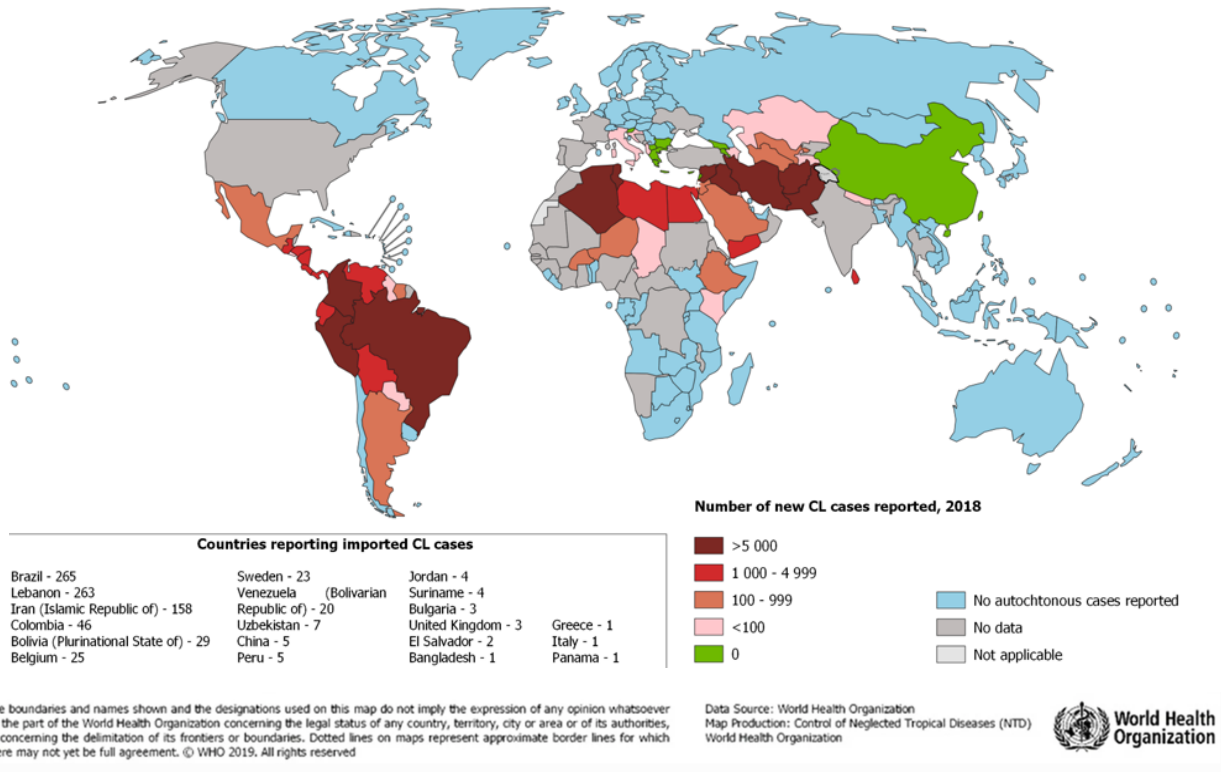 Number of new CL cases reported, 2018
>5 000
1 000 - 4 999
100 - 999
<100
0
No autochtonous cases reported
No data
Not applicable
Countries reporting imported CL cases
Brazil - 265
Lebanon - 263
Iran (Islamic Republic of) - 158
Colombia - 46
Bolivia (Plurinational State of) - 29
Belgium - 25
Sweden - 23
Venezuela (Bolivarian
Republic of) - 20
Uzbekistan - 7
China - 5
Peru - 5
Jordan - 4
Suriname - 4
Bulgaria - 3
United Kingdom - 3
El Salvador - 2
Bangladesh - 1
Greece - 1
Italy - 1
Panama - 1
e boundaries and names shown and the designations used on this map do not imply the expression of any opinion whatsoever
the part of the World Health Organization concerning the legal status of any country, territory, city or area or of its authorities,
concerning the delimitation of its frontiers or boundaries. Dotted lines on maps represent approximate border lines for which
ere may not yet be full agreement. © WHO 2019. All rights reserved
Data Source: World Health Organization
Map Production: Control of Neglected Tropical Diseases (NTD)
World Health Organization
World Health
Organization